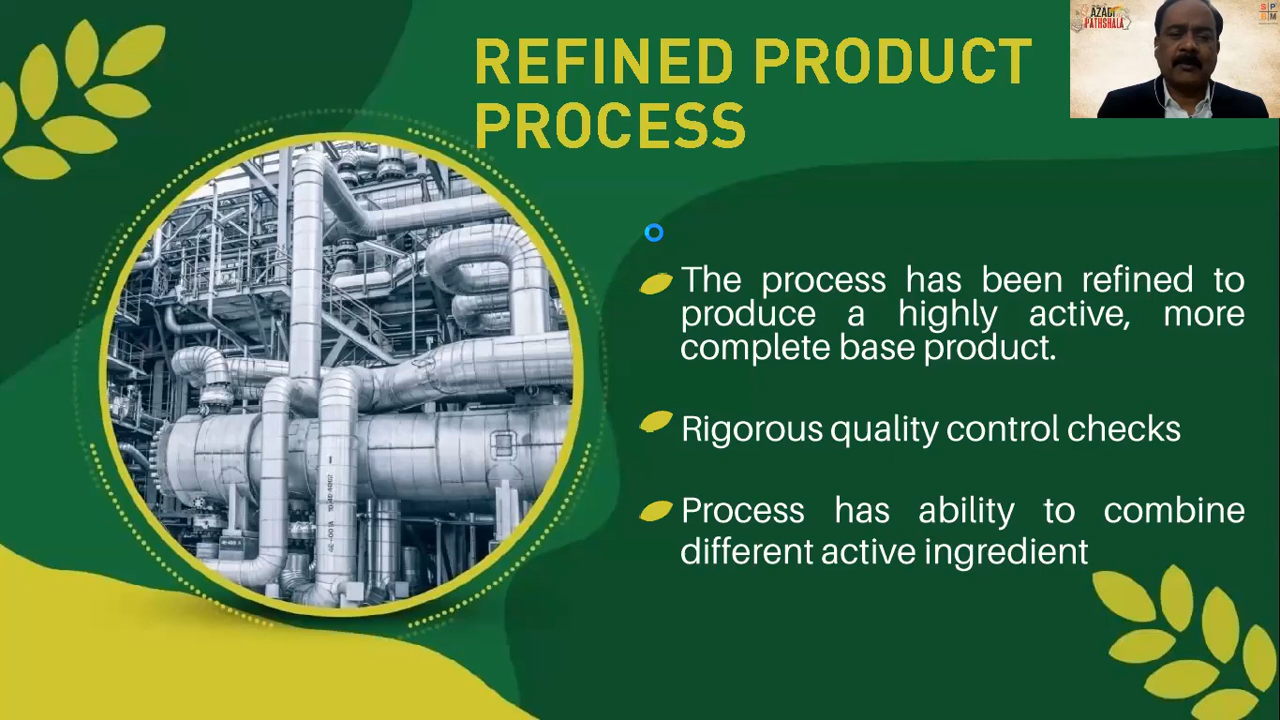 REFINED PRODUCT
PROCESS
AZADI
PATHSHALA
S P
S M
The process has been refined to
produce a highly active, more
complete base product.
Rigorous quality control checks
Process has ability to combine
different active ingredient